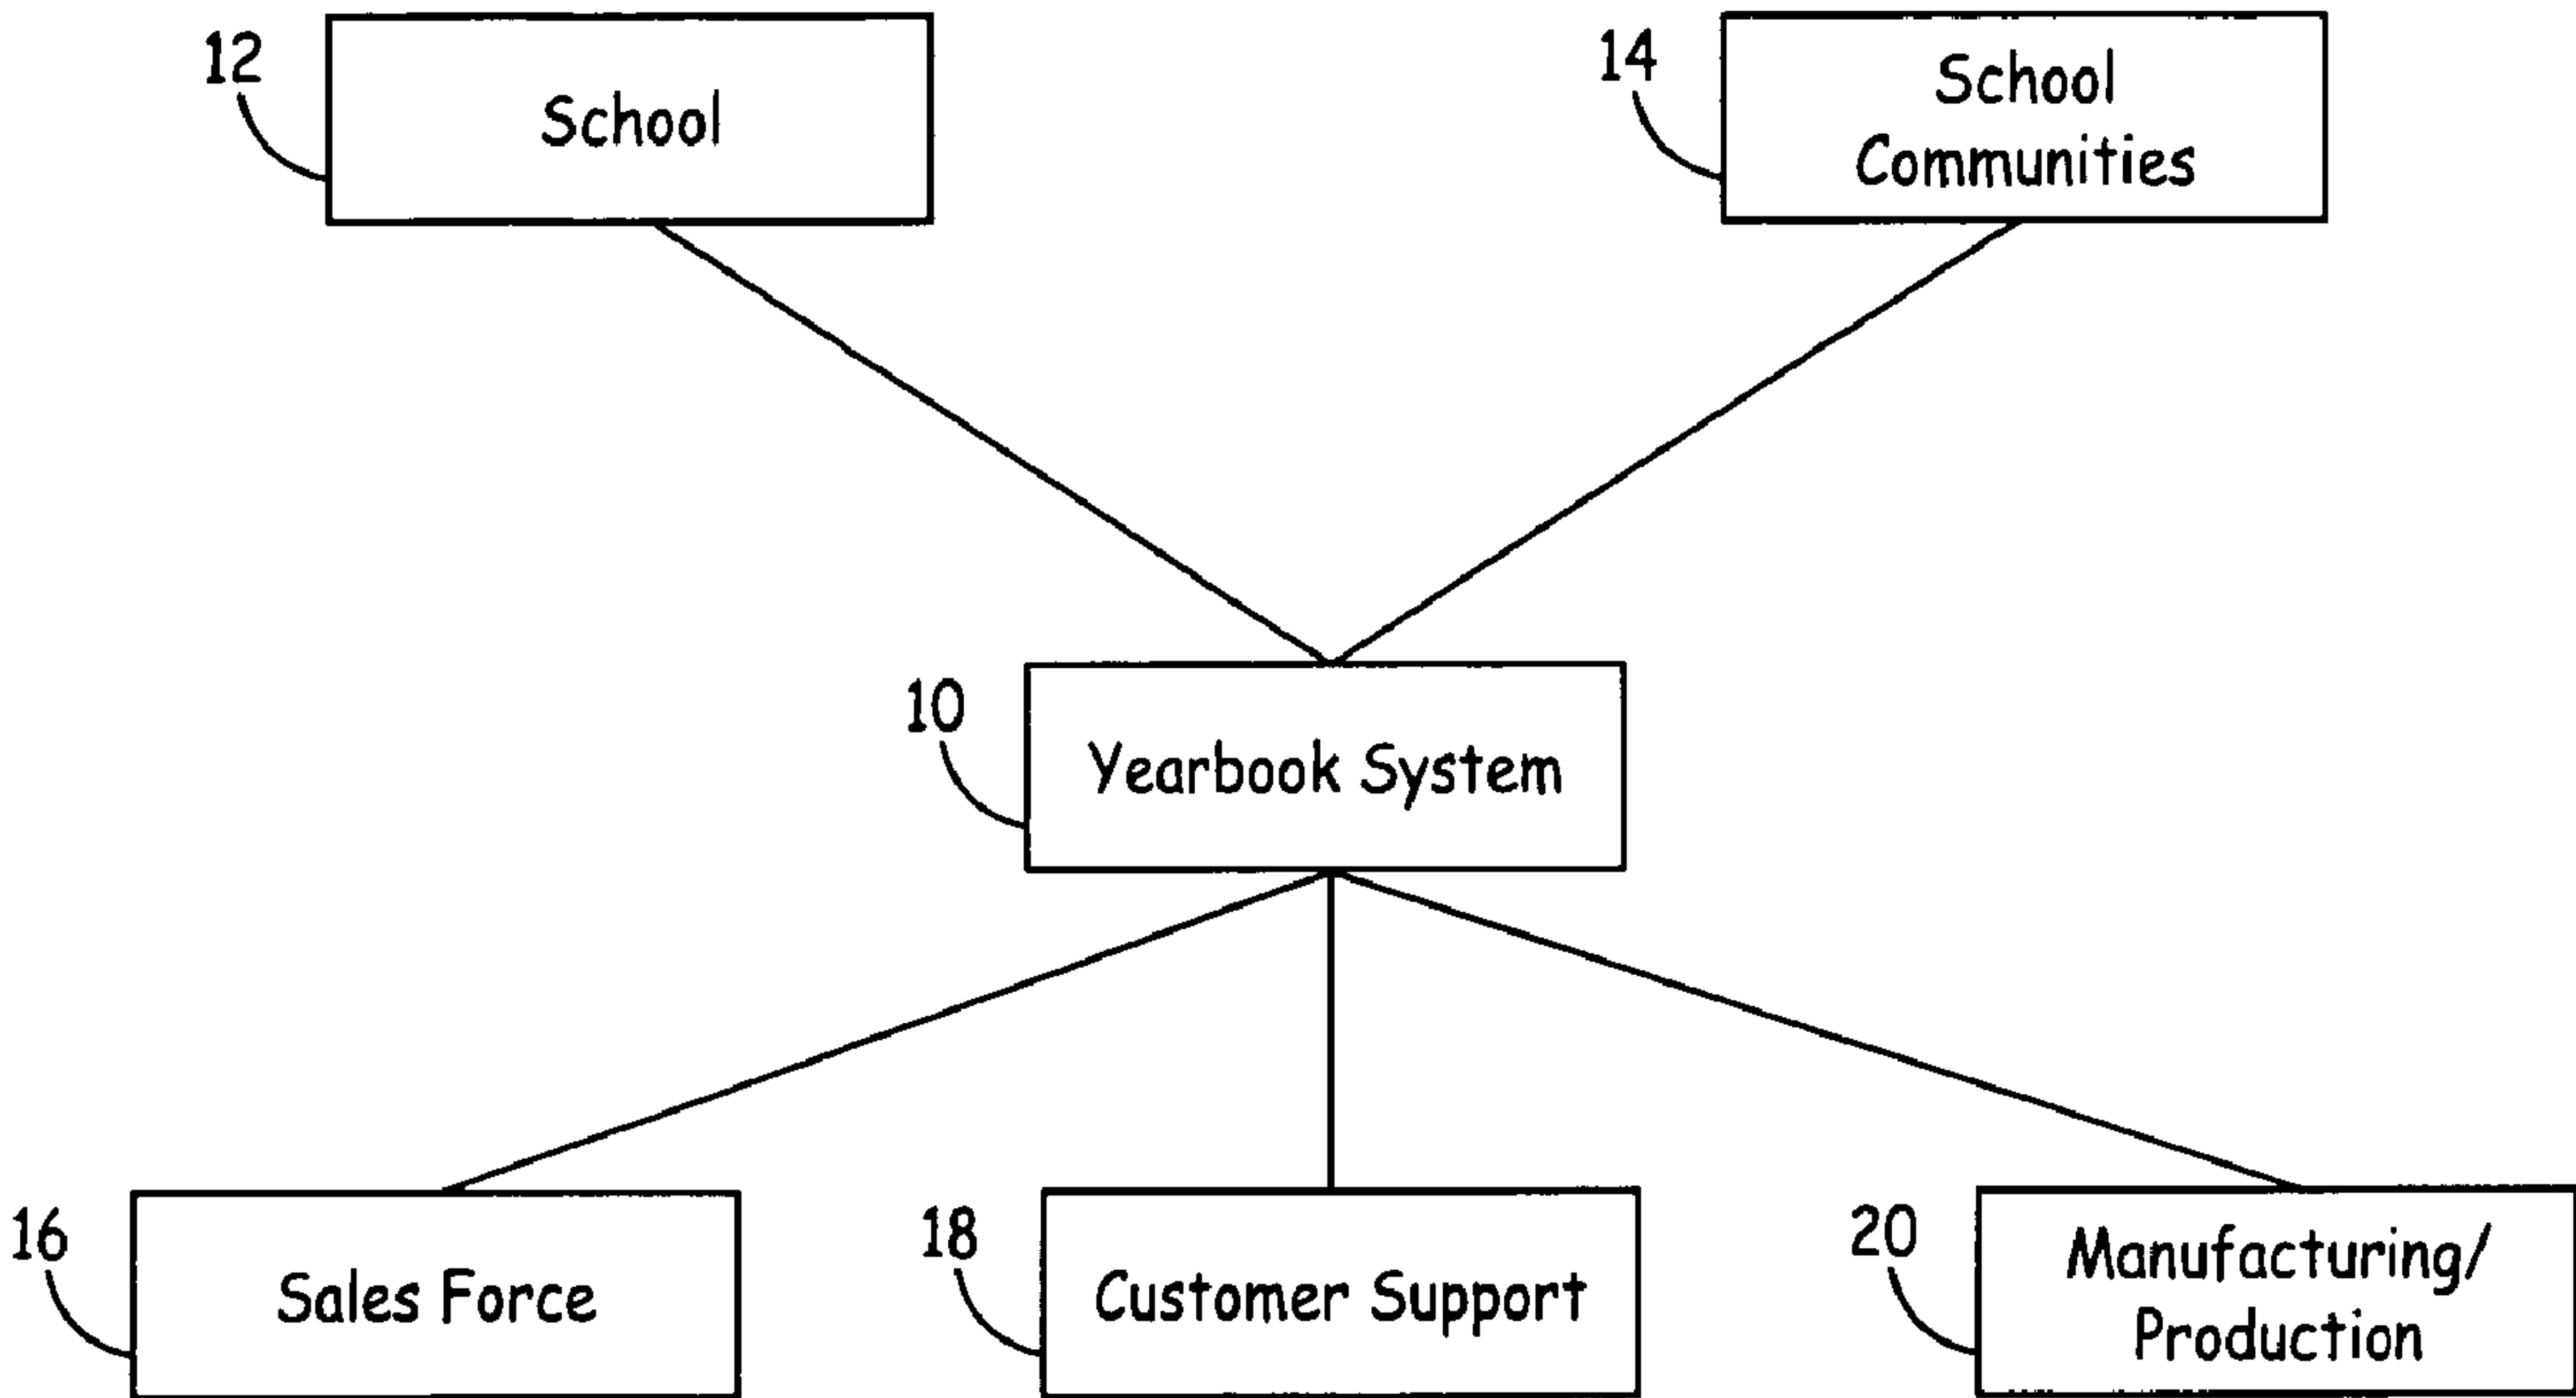 12
School
14
School
Communities
10
Yearbook System
16
Sales Force
18
Customer Support
20
Manufacturing/
Production